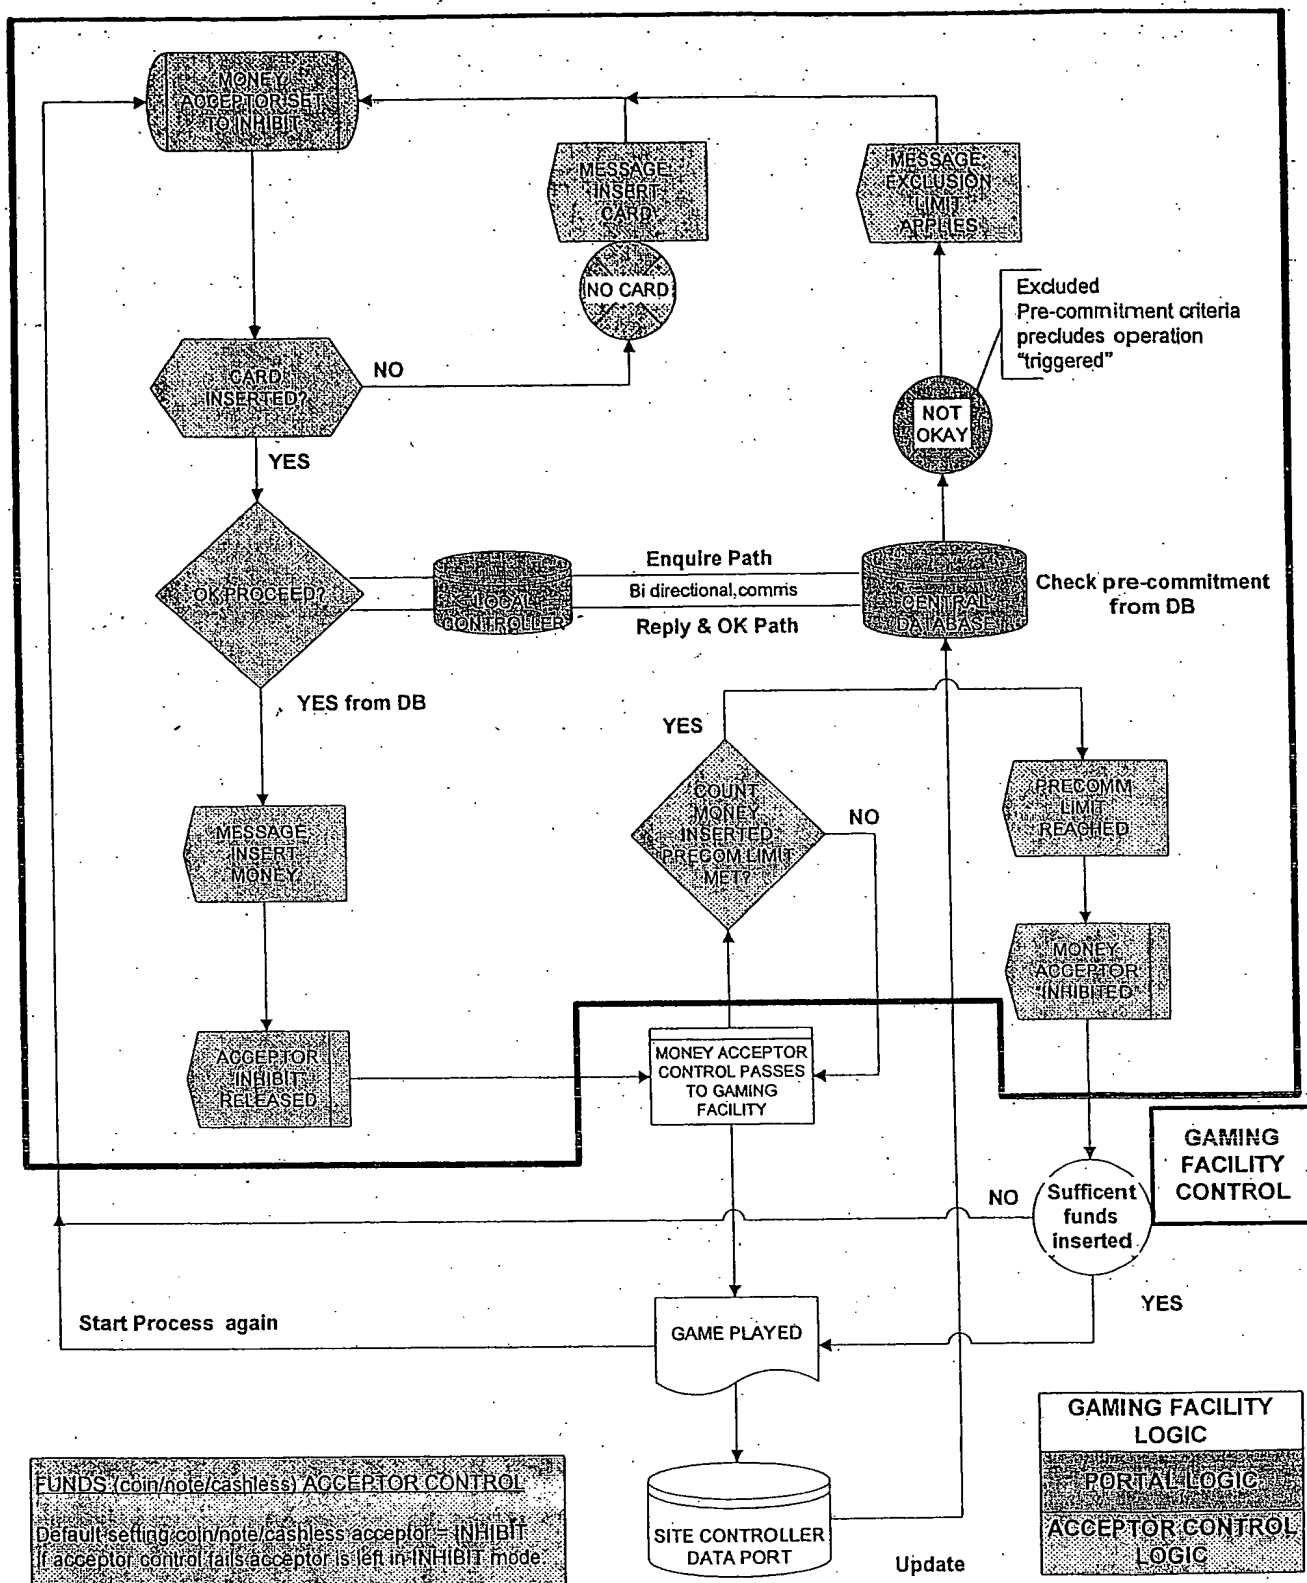 MONEY
ACCEPTOR SET
TO INHIBIT
MESSAGE:
INSERT
CARD
MESSAGE:
EXCLUSION
LIMIT
APPLIES
NO CARD
Excluded
Pre-commitment criteria
precludes operation
"triggered"
CARD
INSERTED?
NO
NOT
OKAY
YES
OK PROCEED?
LOCAL
CONTROLLER
Enquire Path
Bi directional,comms
Reply & OK Path
CENTRAL
DATABASE
Check pre-commitment
from DB
YES from DB
YES
COUNT
MONEY
INSERTED
PRECOM LIMIT
MET?
NO
PRECOMM
LIMIT
REACHED
MESSAGE:
INSERT
MONEY
MONEY
ACCEPTOR
"INHIBITED"
ACCEPTOR
INHIBIT
RELEASED
MONEY ACCEPTOR
CONTROL PASSES
TO GAMING
FACILITY
GAMING
FACILITY
CONTROL
NO
Sufficent
funds
inserted
YES
Start Process again
GAME PLAYED
SITE CONTROLLER
DATA PORT
Update
GAMING FACILITY
LOGIC
PORTAL LOGIC
ACCEPTOR CONTROL
LOGIC
FUNDS (coin/note/cashless) ACCEPTOR CONTROL
Default setting coin/note/cashless acceptor = INHIBIT
If acceptor control fails acceptor is left in INHIBIT mode